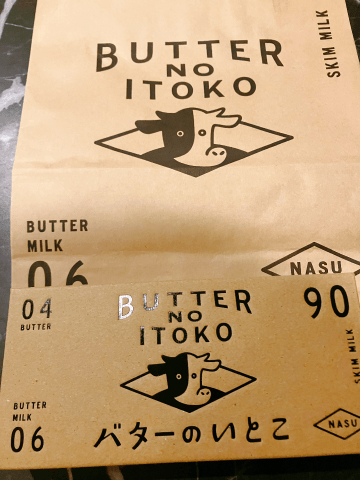 BUTTER
NO
ITOKO
SKIM MILK
BUTTER
MILK
06
NASU
04
BUTTER
BUTTER
NO
ITOKO
90
SKIM MILK
BUTTER
MILK
06
バターのいとこ
NASU